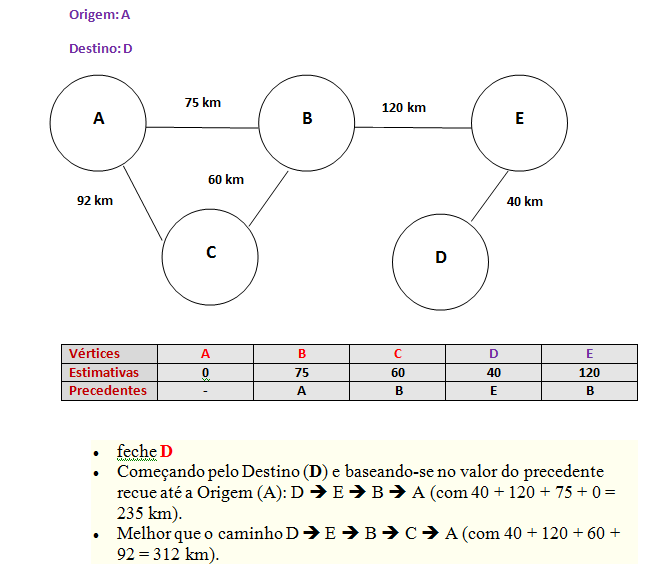 Origem: A
Destino: D
75 km
120 km
A
B
E
60 km
92 km
40 km
C
D
Vértices A B C D E
Estimativas 0 75 60 40 120
Precedentes - A B E B
• feche D
• Começando pelo Destino (D) e baseando-se no valor do precedente
recue até a Origem (A): D ➔ E ➔ B ➔ A (com 40 + 120 + 75 + 0 =
235 km).
• Melhor que o caminho D ➔ E ➔ B ➔ C ➔ A (com 40 + 120 + 60 +
92 = 312 km).